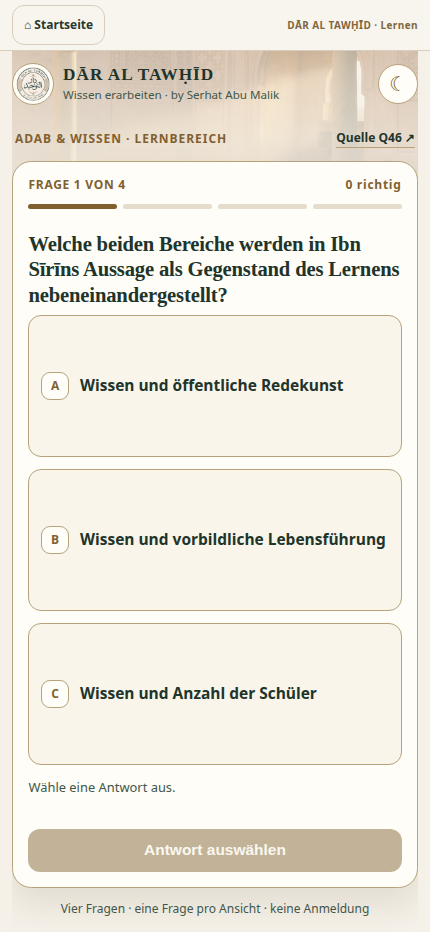 ⌂ Startseite
DĀR AL TAWḤĪD · Lernen
DĀR AL TAWḤĪD
Wissen erarbeiten · by Serhat Abu Malik
☾
ADAB & WISSEN · LERNBEREICH
Quelle Q46 ↗
FRAGE 1 VON 4
0 richtig
Welche beiden Bereiche werden in Ibn
Sīrīns Aussage als Gegenstand des Lernens
nebeneinandergestellt?
A Wissen und öffentliche Redekunst
B Wissen und vorbildliche Lebensführung
C Wissen und Anzahl der Schüler
Wähle eine Antwort aus.
Antwort auswählen
Vier Fragen · eine Frage pro Ansicht · keine Anmeldung